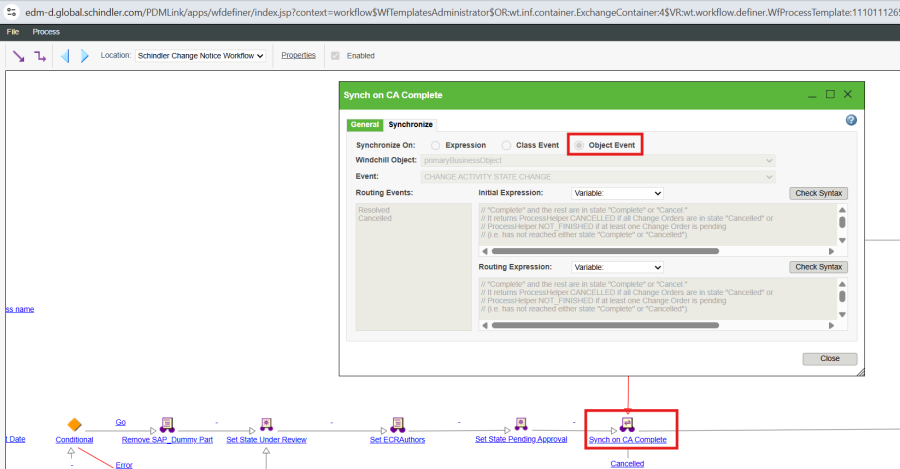 edm-d.global.schindler.com/PDMLink/apps/wfdefiner/index.jsp?context=workflow$WfTemplatesAdministrator$OR:wt.inf.container.ExchangeContainer:4$VR:wt.workflow.definer.WfProcessTemplate:1110111265
File Process
Location: Schindler Change Notice Workflow Properties Enabled
Synch on CA Complete
General Synchronize
Synchronize On: Expression Class Event Object Event
Windchill Object: primaryBusinessObject
Event: CHANGE ACTIVITY STATE CHANGE
Routing Events: Initial Expression: Variable: Check Syntax
Resolved
Cancelled
// "Complete" and the rest are in state "Complete" or "Cancel."
// It returns ProcessHelper.CANCELLED if all Change Orders are in state "Cancelled" or
// ProcessHelper.NOT_FINISHED if at least one Change Order is pending
// (i.e. has not reached either state "Complete" or "Cancelled").
Routing Expression: Variable: Check Syntax
// "Complete" and the rest are in state "Complete" or "Cancel."
// It returns ProcessHelper.CANCELLED if all Change Orders are in state "Cancelled" or
// ProcessHelper.NOT_FINISHED if at least one Change Order is pending
// (i.e. has not reached either state "Complete" or "Cancelled").
Close
ss name
Go - - - -
t Date Conditional Remove SAP_Dummy Part Set State Under Review Set ECRAuthors Set State Pending Approval Synch on CA Complete
- Error - Cancelled